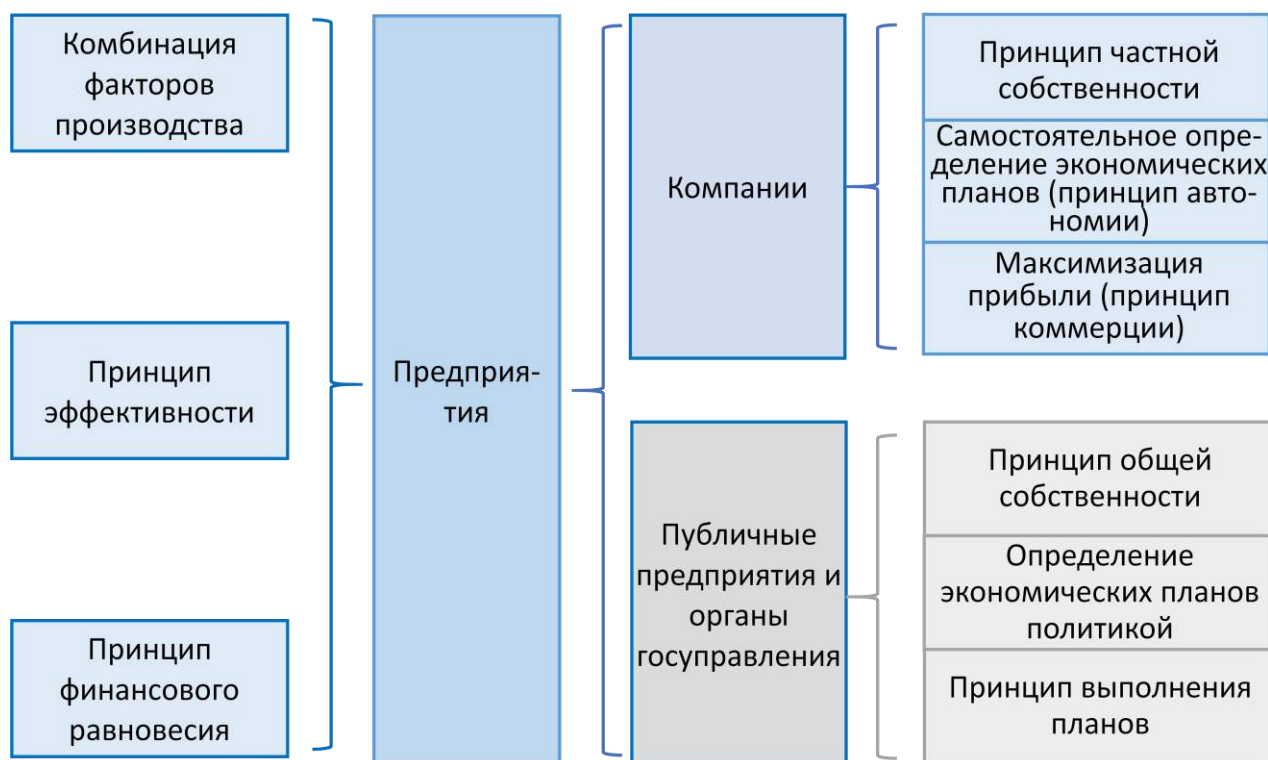 Комбинация
факторов
производства
Принцип
эффективности
Принцип
финансового
равновесия
Предприя-
тия
Компании
Принцип частной
собственности
Самостоятельное опре-
деление экономических
планов (принцип авто-
номии)
Максимизация
прибыли (принцип
коммерции)
Публичные
предприятия и
органы
госуправления
Принцип общей
собственности
Определение
экономических планов
политикой
Принцип выполнения
планов